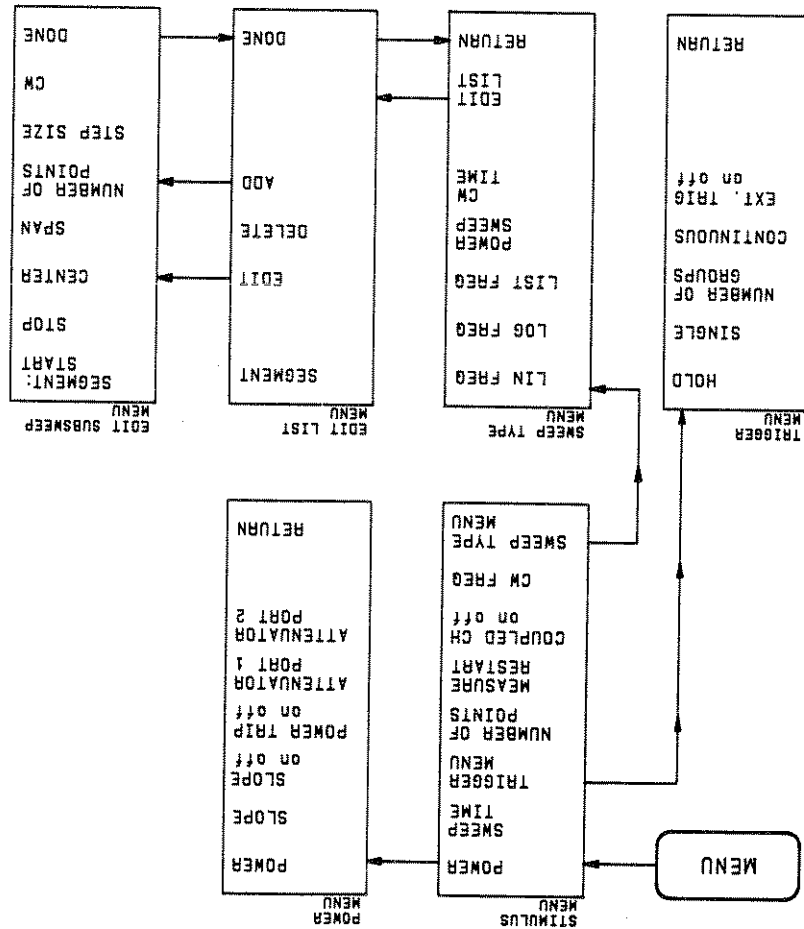 MENU
STIMULUS
MENU
POWER
SWEEP
TIME
TRIGGER
MENU
NUMBER OF
POINTS
MEASURE
RESTART
COUPLED CH
on off
CW FREQ
SWEEP TYPE
MENU
POWER
MENU
POWER
SLOPE
SLOPE
on off
POWER TRIP
on off
ATTENUATOR
PORT 1
ATTENUATOR
PORT 2
RETURN
TRIGGER
MENU
HOLD
SINGLE
NUMBER OF
GROUPS
CONTINUOUS
EXT. TRIG
on off
RETURN
SWEEP TYPE
MENU
LIN FREQ
LOG FREQ
LIST FREQ
POWER
SWEEP
CW
TIME
EDIT
LIST
RETURN
EDIT LIST
MENU
SEGMENT
EDIT
DELETE
ADD
DONE
EDIT SUBSWEEP
MENU
SEGMENT:
START
STOP
CENTER
SPAN
NUMBER OF
POINTS
STEP SIZE
CW
DONE